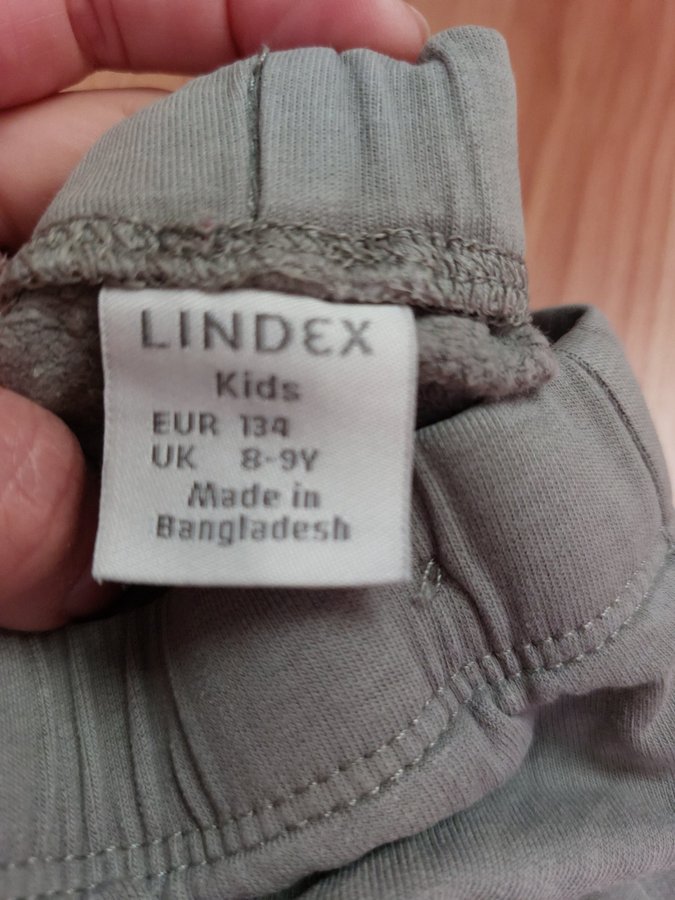 LINDEX
Kids
EUR 134
UK 8-9Y
Made in
Bangladesh